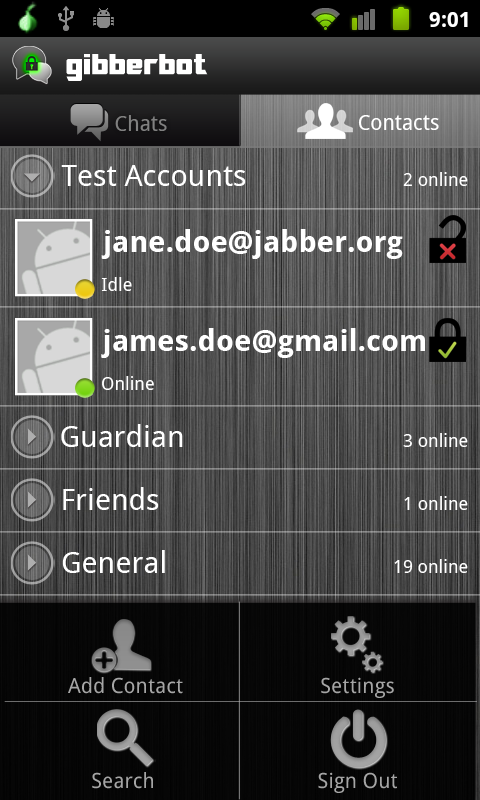 9:01
gibberbot
Chats
Contacts
Test Accounts
2 online
jane.doe@jabber.org
Idle
james.doe@gmail.com
Online
Guardian
3 online
Friends
1 online
General
19 online
Add Contact
Settings
Search
Sign Out